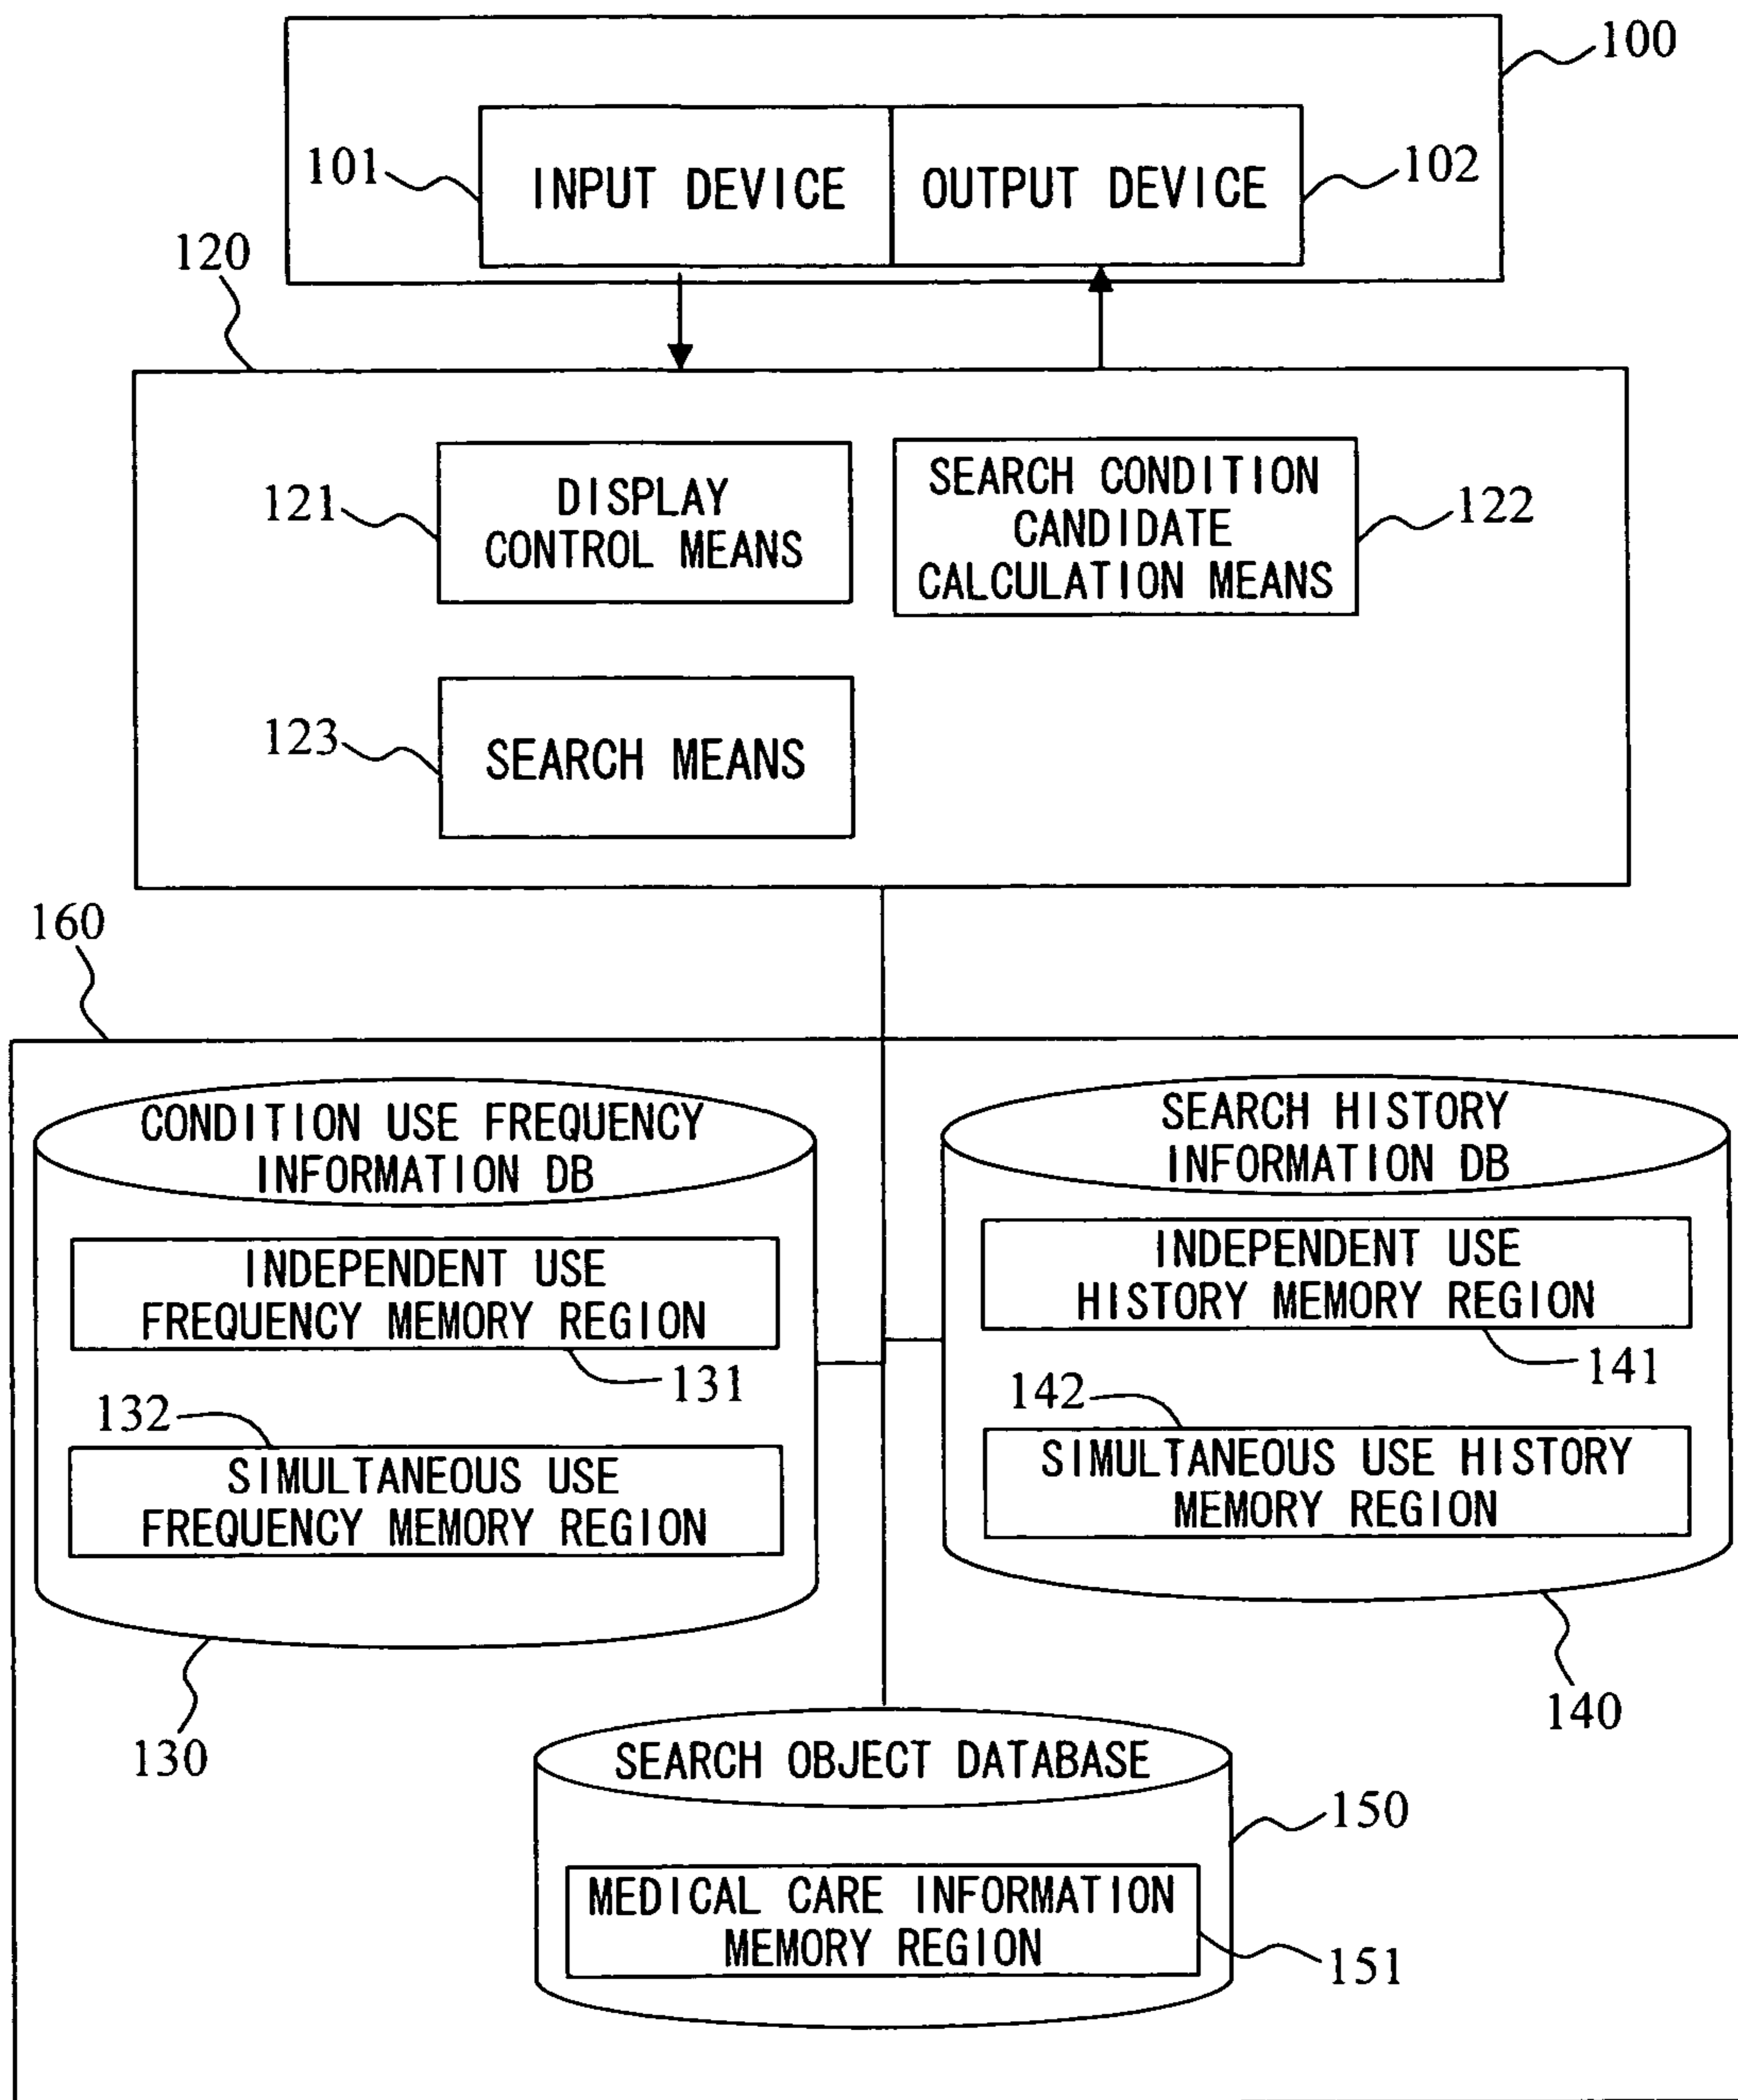 100
101
INPUT DEVICE
OUTPUT DEVICE
102
120
121
DISPLAY
CONTROL MEANS
SEARCH CONDITION
CANDIDATE
CALCULATION MEANS
122
123
SEARCH MEANS
160
CONDITION USE FREQUENCY
INFORMATION DB
INDEPENDENT USE
FREQUENCY MEMORY REGION
131
132
SIMULTANEOUS USE
FREQUENCY MEMORY REGION
130
SEARCH HISTORY
INFORMATION DB
INDEPENDENT USE
HISTORY MEMORY REGION
141
142
SIMULTANEOUS USE HISTORY
MEMORY REGION
140
SEARCH OBJECT DATABASE
150
MEDICAL CARE INFORMATION
MEMORY REGION
151